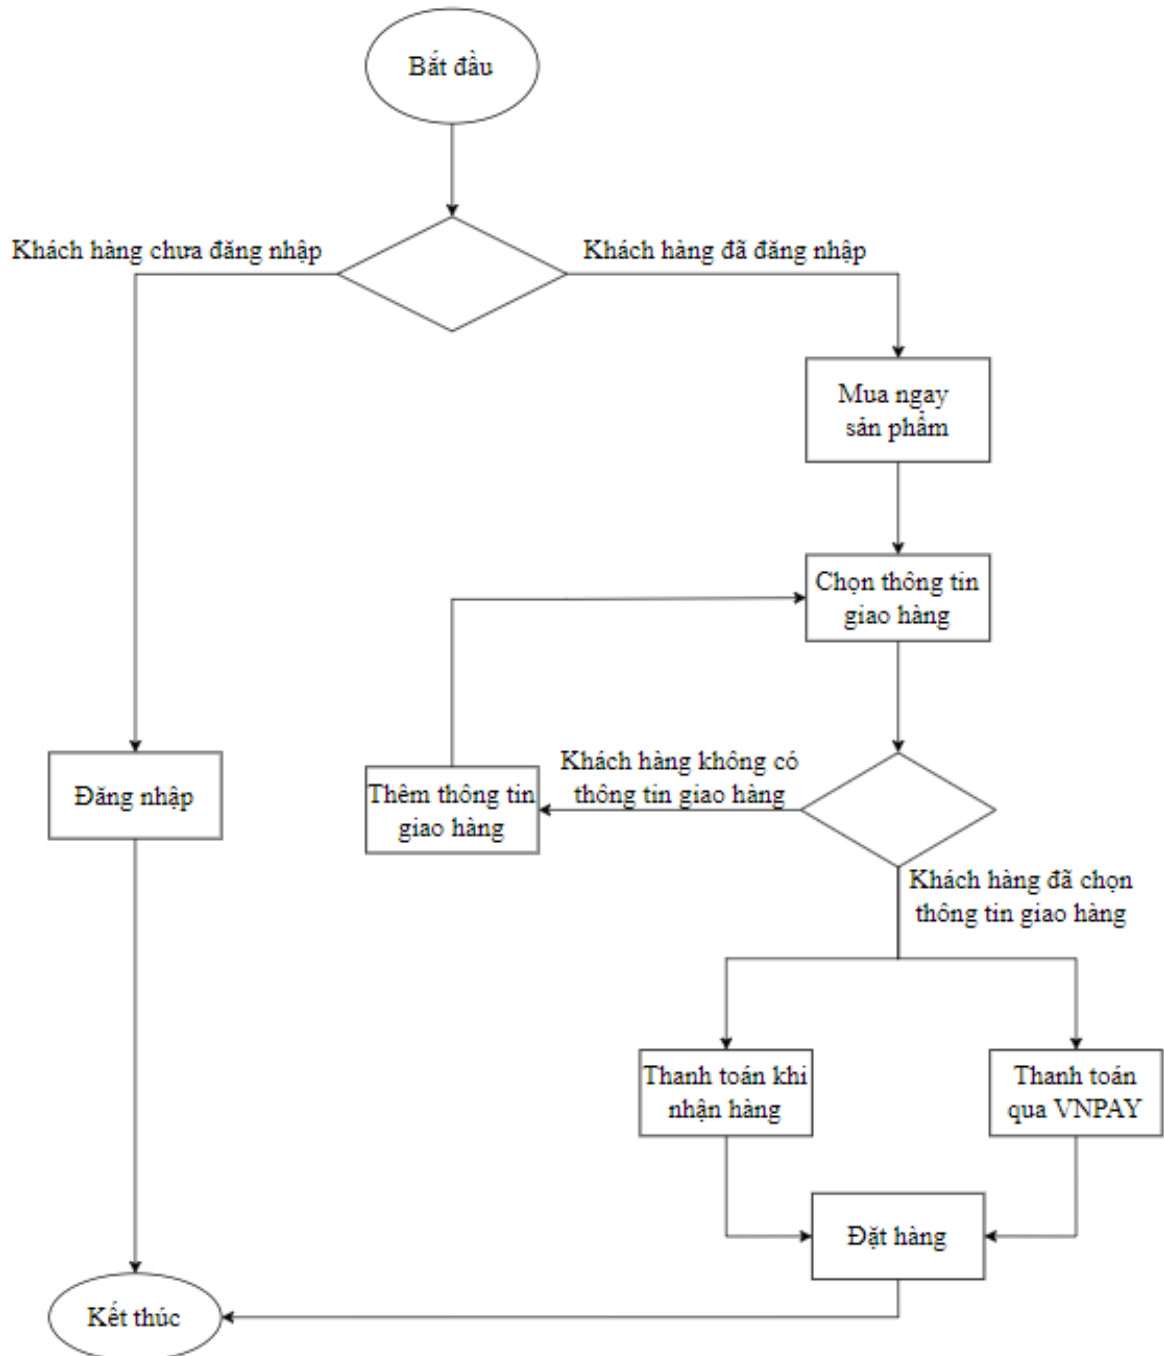 Bắt đầu
Khách hàng chưa đăng nhập
Khách hàng đã đăng nhập
Mua ngay
sản phẩm
Chọn thông tin
giao hàng
Khách hàng không có
thông tin giao hàng
Thêm thông tin
giao hàng
Đăng nhập
Khách hàng đã chọn
thông tin giao hàng
Thanh toán khi
nhận hàng
Thanh toán
qua VNPAY
Đặt hàng
Kết thúc